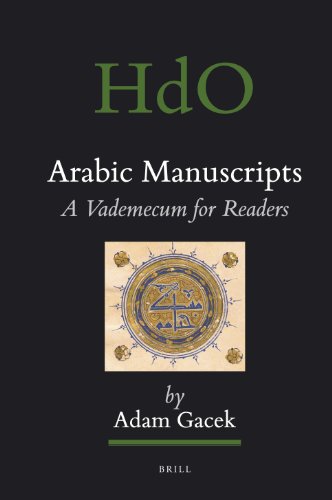 HdO
Arabic Manuscripts
A Vademecum for Readers
by
Adam Gacek
BRILL